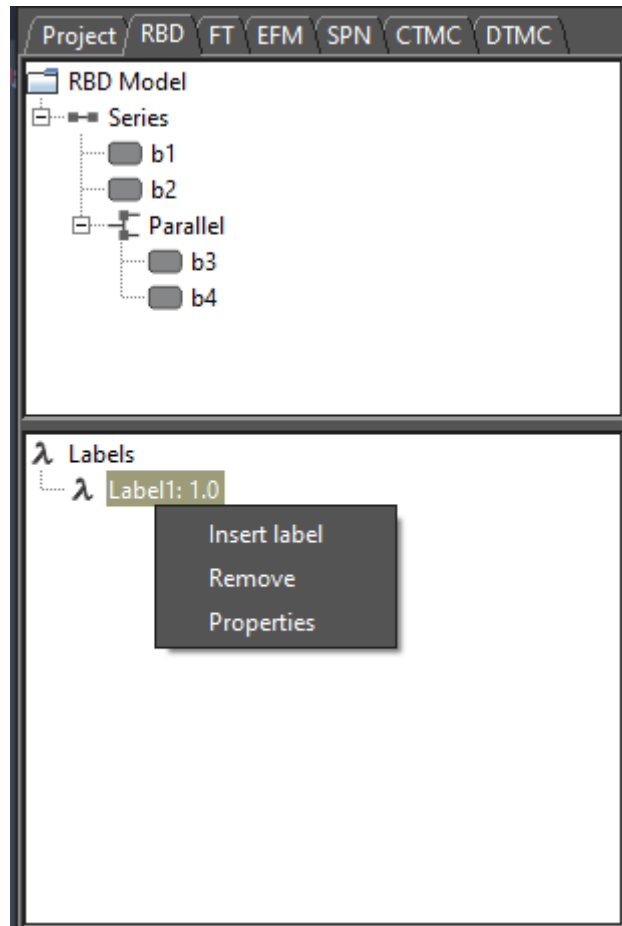 Project RBD FT EFM SPN CTMC DTMC
RBD Model
Series
b1
b2
Parallel
b3
b4
λ Labels
λ Label1: 1.0
Insert label
Remove
Properties